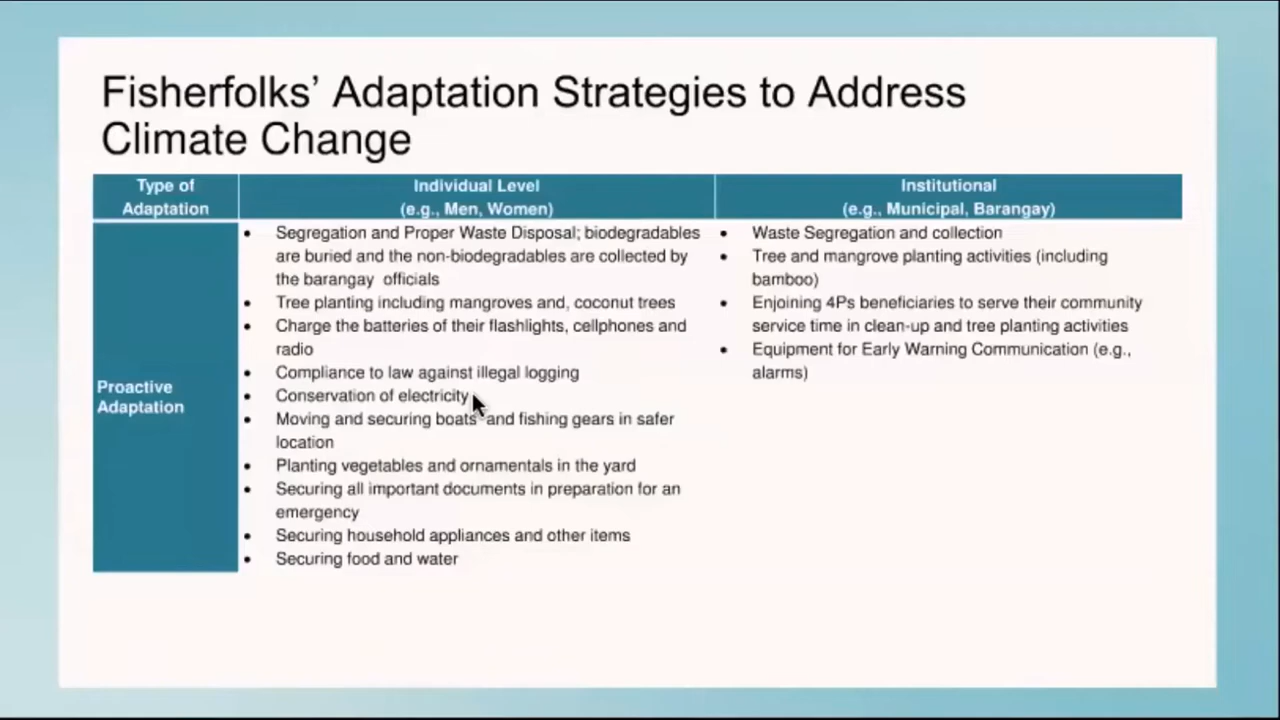 Fisherfolks’ Adaptation Strategies to Address
Climate Change
Type of
Adaptation
Individual Level
(e.g., Men, Women)
Institutional
(e.g., Municipal, Barangay)
Proactive
Adaptation
• Segregation and Proper Waste Disposal; biodegradables
are buried and the non-biodegradables are collected by
the barangay officials
• Tree planting including mangroves and, coconut trees
• Charge the batteries of their flashlights, cellphones and
radio
• Compliance to law against illegal logging
• Conservation of electricity
• Moving and securing boats and fishing gears in safer
location
• Planting vegetables and ornamentals in the yard
• Securing all important documents in preparation for an
emergency
• Securing household appliances and other items
• Securing food and water
• Waste Segregation and collection
• Tree and mangrove planting activities (including
bamboo)
• Enjoining 4Ps beneficiaries to serve their community
service time in clean-up and tree planting activities
• Equipment for Early Warning Communication (e.g.,
alarms)